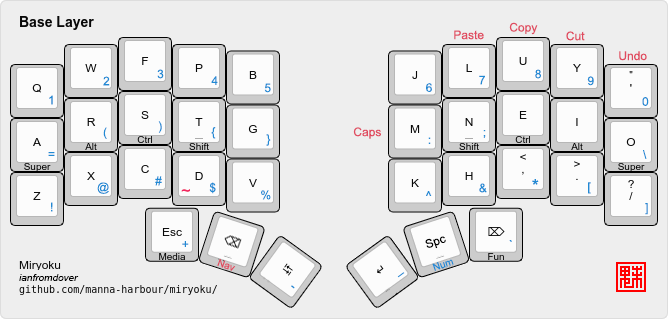 Base Layer
Paste Copy Cut Undo
Q 1 W 2 F 3 P 4 B 5 J 6 L 7 U 8 Y 9 " ' 0
A = Super R ( Alt S ) Ctrl T _ { Shift G } Caps M : N _ ; Shift E Ctrl I Alt O \ Super
Z ! X @ C # D ~ $ V % K ^ H & < , * > . [ ? / ]
Esc + Media ⌫ _ Nav - ↵ _ Spc _ Num ⌦ ` Fun
Miryoku
ianfromdover
github.com/manna-harbour/miryoku/